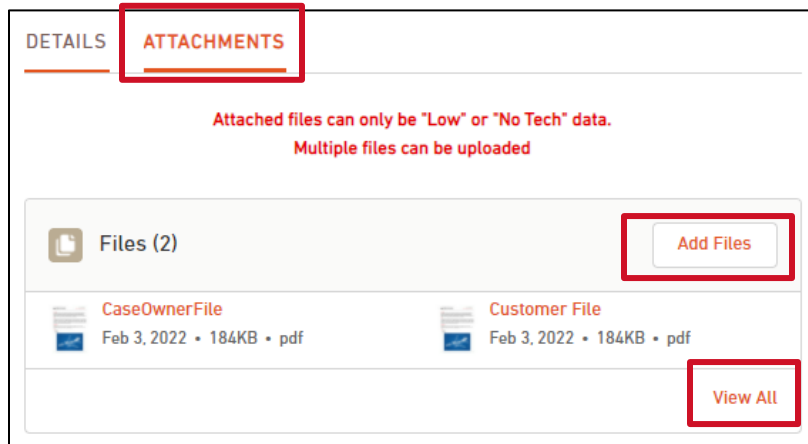 DETAILS ATTACHMENTS
Attached files can only be "Low" or "No Tech" data.
Multiple files can be uploaded
Files (2) Add Files
CaseOwnerFile Customer File
Feb 3, 2022 • 184KB • pdf Feb 3, 2022 • 184KB • pdf
View All